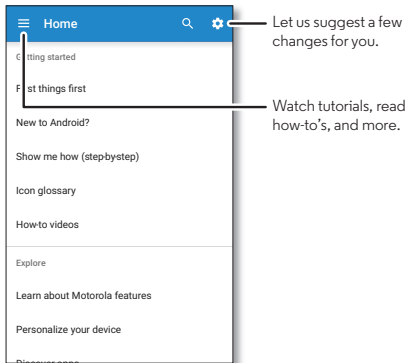 Home
Let us suggest a few
changes for you.
Getting started
First things first
Watch tutorials, read
how-to's, and more.
New to Android?
Show me how (step-by-step)
Icon glossary
How-to videos
Explore
Learn about Motorola features
Personalize your device
Discover apps